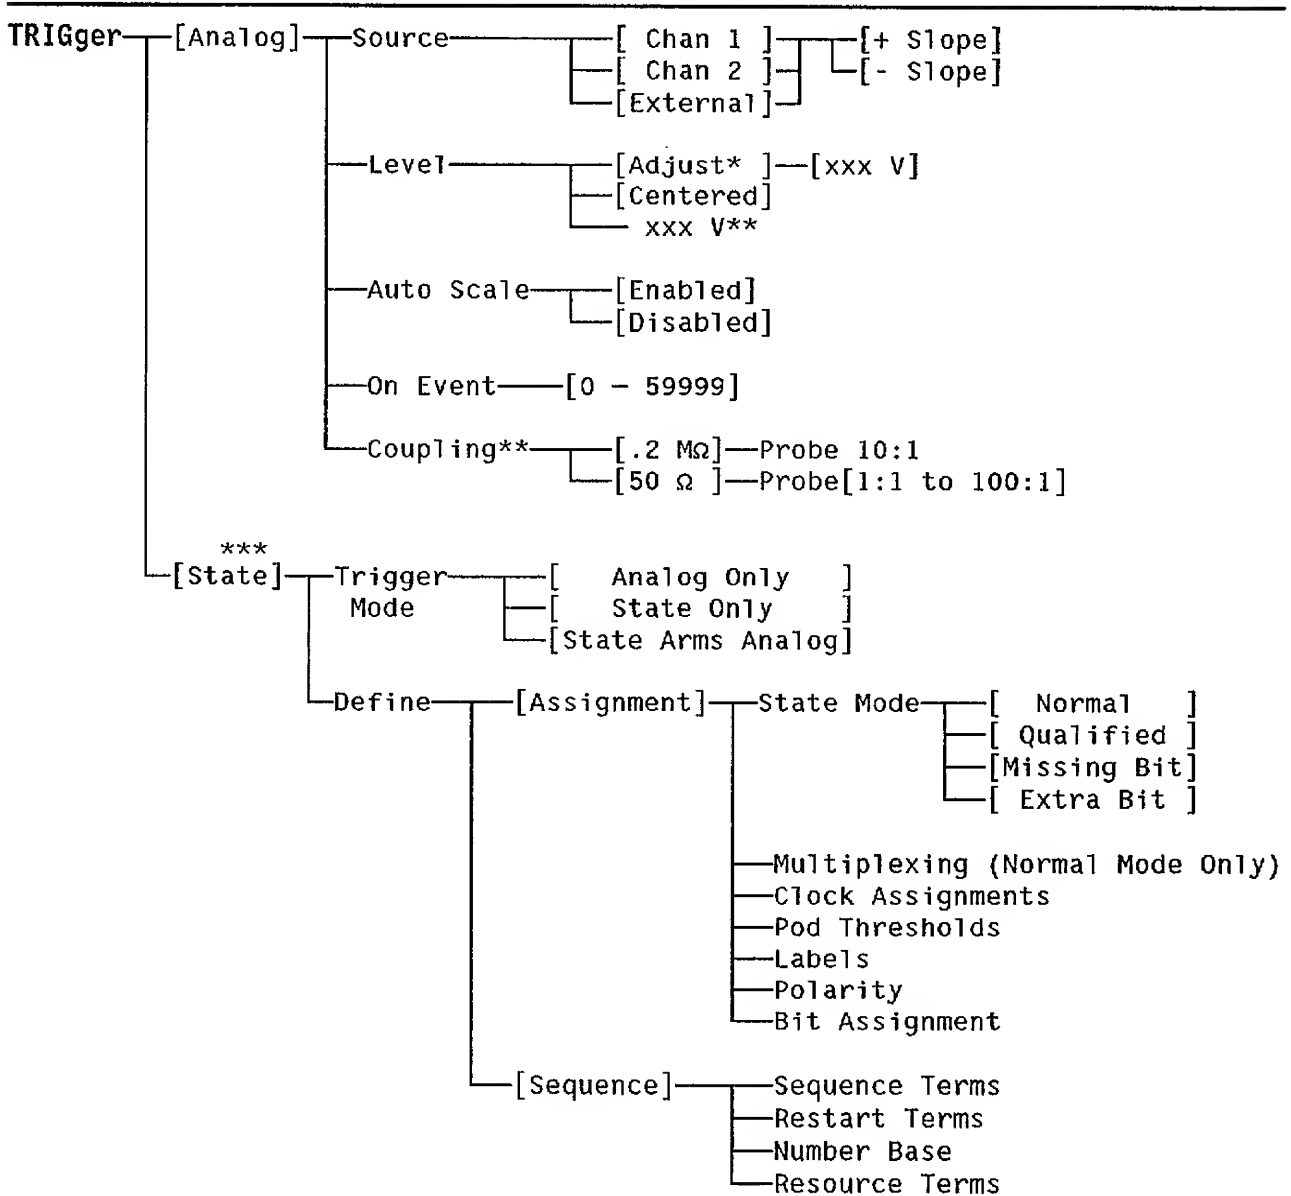 TRIGger [Analog] Source [ Chan 1 ] [+ Slope]
[ Chan 2 ] [- Slope]
[External]
Level [Adjust* ] [xxx V]
[Centered]
xxx V**
Auto Scale [Enabled]
[Disabled]
On Event [0 - 59999]
Coupling** [.2 MΩ] Probe 10:1
[50 Ω ] Probe[1:1 to 100:1]
***
[State] Trigger [ Analog Only ]
Mode [ State Only ]
[State Arms Analog]
Define [Assignment] State Mode [ Normal ]
[ Qualified ]
[Missing Bit]
[ Extra Bit ]
Multiplexing (Normal Mode Only)
Clock Assignments
Pod Thresholds
Labels
Polarity
Bit Assignment
[Sequence] Sequence Terms
Restart Terms
Number Base
Resource Terms